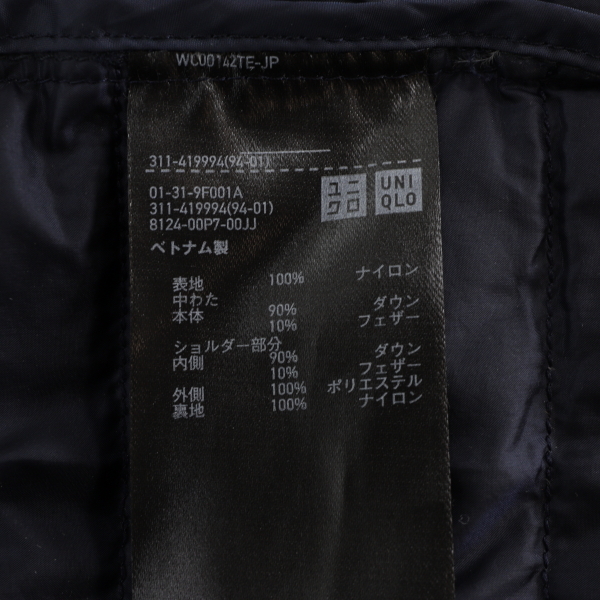 WC00142TE-JP
311-419994(94-01)
01-31-9F001A
311-419994(94-01)
8124-00P7-00JJ
ユニクロ
UNIQLO
ベトナム製
表地 100% ナイロン
中わた
本体 90% ダウン
10% フェザー
ショルダー部分
内側 90% ダウン
10% フェザー
外側 100% ポリエステル
裏地 100% ナイロン